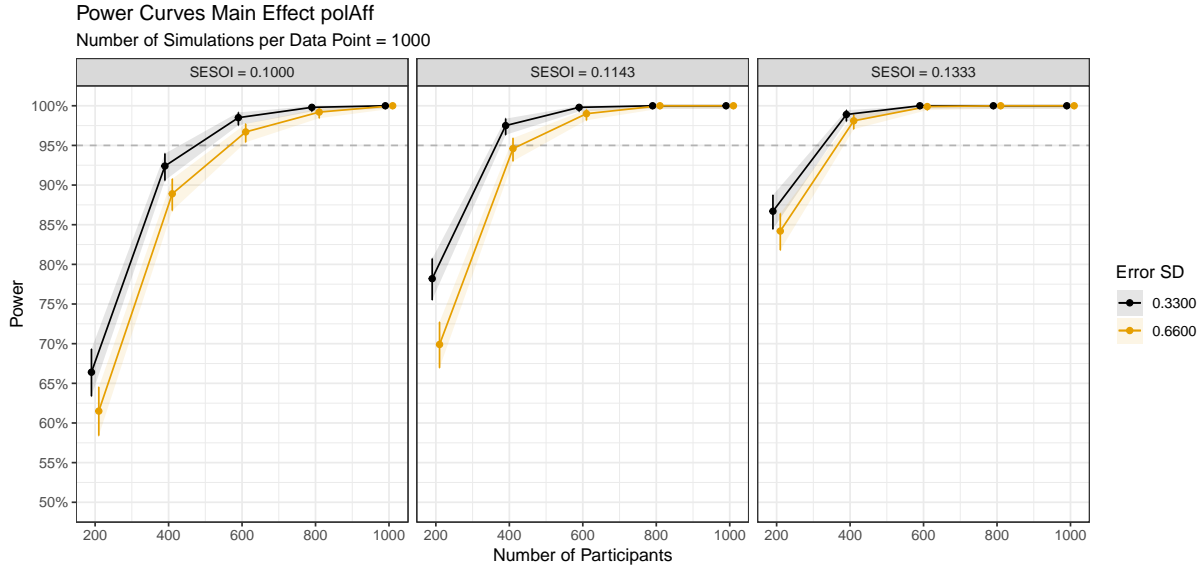 Power Curves Main Effect polAff
Number of Simulations per Data Point = 1000
SESOI = 0.1000
SESOI = 0.1143
SESOI = 0.1333
Power
100%
95%
90%
85%
80%
75%
70%
65%
60%
55%
50%
200 400 600 800 1000
200 400 600 800 1000
200 400 600 800 1000
Number of Participants
Error SD
0.3300
0.6600